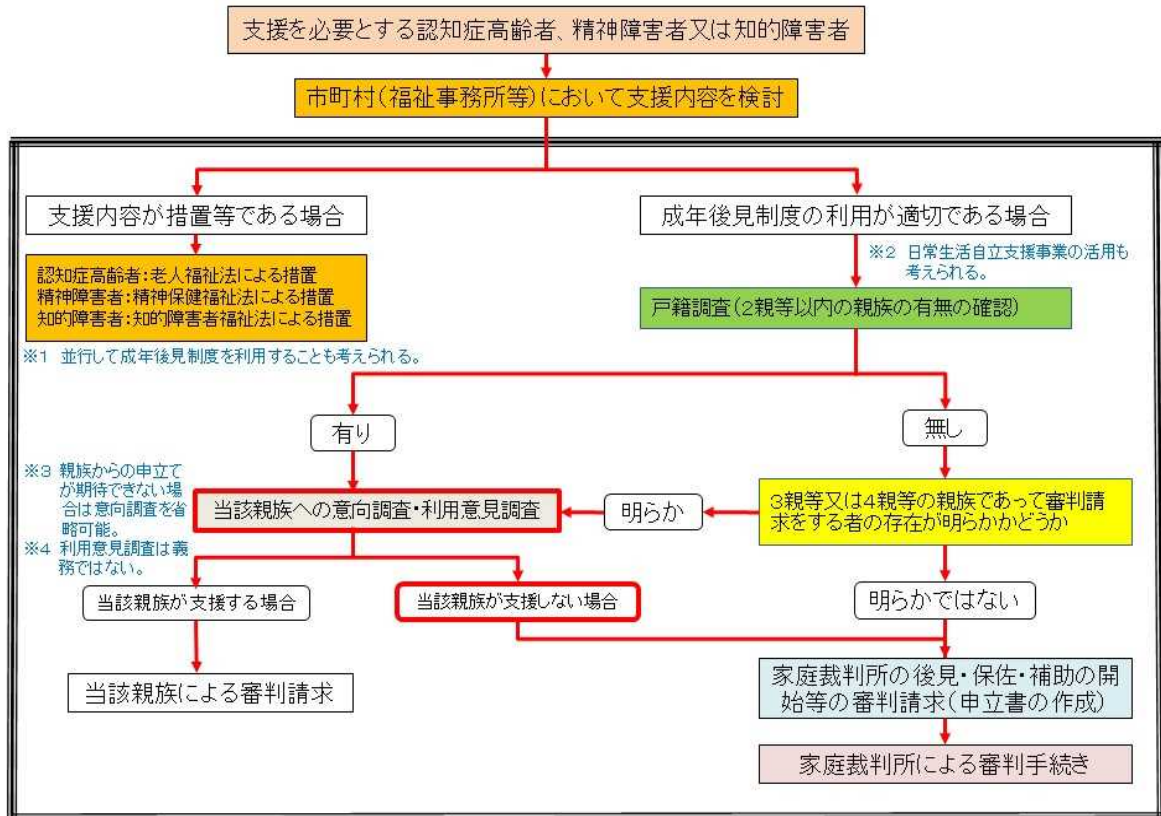 支援を必要とする認知症高齢者、精神障害者又は知的障害者
市町村(福祉事務所等)において支援内容を検討
支援内容が措置等である場合
成年後見制度の利用が適切である場合
※2 日常生活自立支援事業の活用も
考えられる。
認知症高齢者:老人福祉法による措置
精神障害者:精神保健福祉法による措置
知的障害者:知的障害者福祉法による措置
戸籍調査(2親等以内の親族の有無の確認)
※1 並行して成年後見制度を利用することも考えられる。
有り
無し
※3 親族からの申立て
が期待できない場
合は意向調査を省
略可能。
※4 利用意見調査は義
務ではない。
当該親族への意向調査・利用意見調査
明らか
3親等又は4親等の親族であって審判請
求をする者の存在が明らかかどうか
当該親族が支援する場合
当該親族が支援しない場合
明らかではない
当該親族による審判請求
家庭裁判所の後見・保佐・補助の開
始等の審判請求(申立書の作成)
家庭裁判所による審判手続き